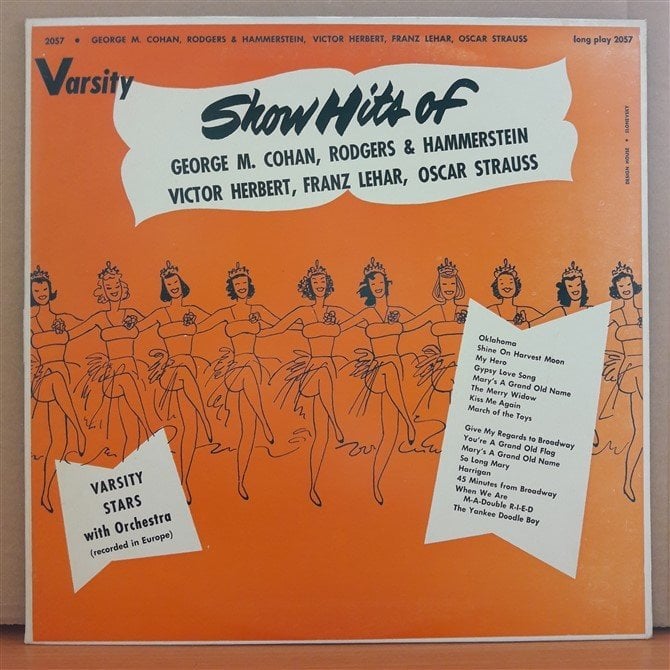 2057 • GEORGE M. COHAN, RODGERS & HAMMERSTEIN, VICTOR HERBERT, FRANZ LEHAR, OSCAR STRAUSS
long play 2057
Varsity
Show Hits of
GEORGE M. COHAN, RODGERS & HAMMERSTEIN
VICTOR HERBERT, FRANZ LEHAR, OSCAR STRAUSS
DESIGN HOUSE • SLONEVSKY
Oklahoma
Shine On Harvest Moon
My Hero
Gypsy Love Song
Mary's A Grand Old Name
The Merry Widow
Kiss Me Again
March of the Toys
Give My Regards to Broadway
You're A Grand Old Flag
Mary's A Grand Old Name
So Long Mary
Harrigan
45 Minutes from Broadway
When We Are
M-A-Double R-I-E-D
The Yankee Doodle Boy
VARSITY
STARS
with Orchestra
(recorded in Europe)